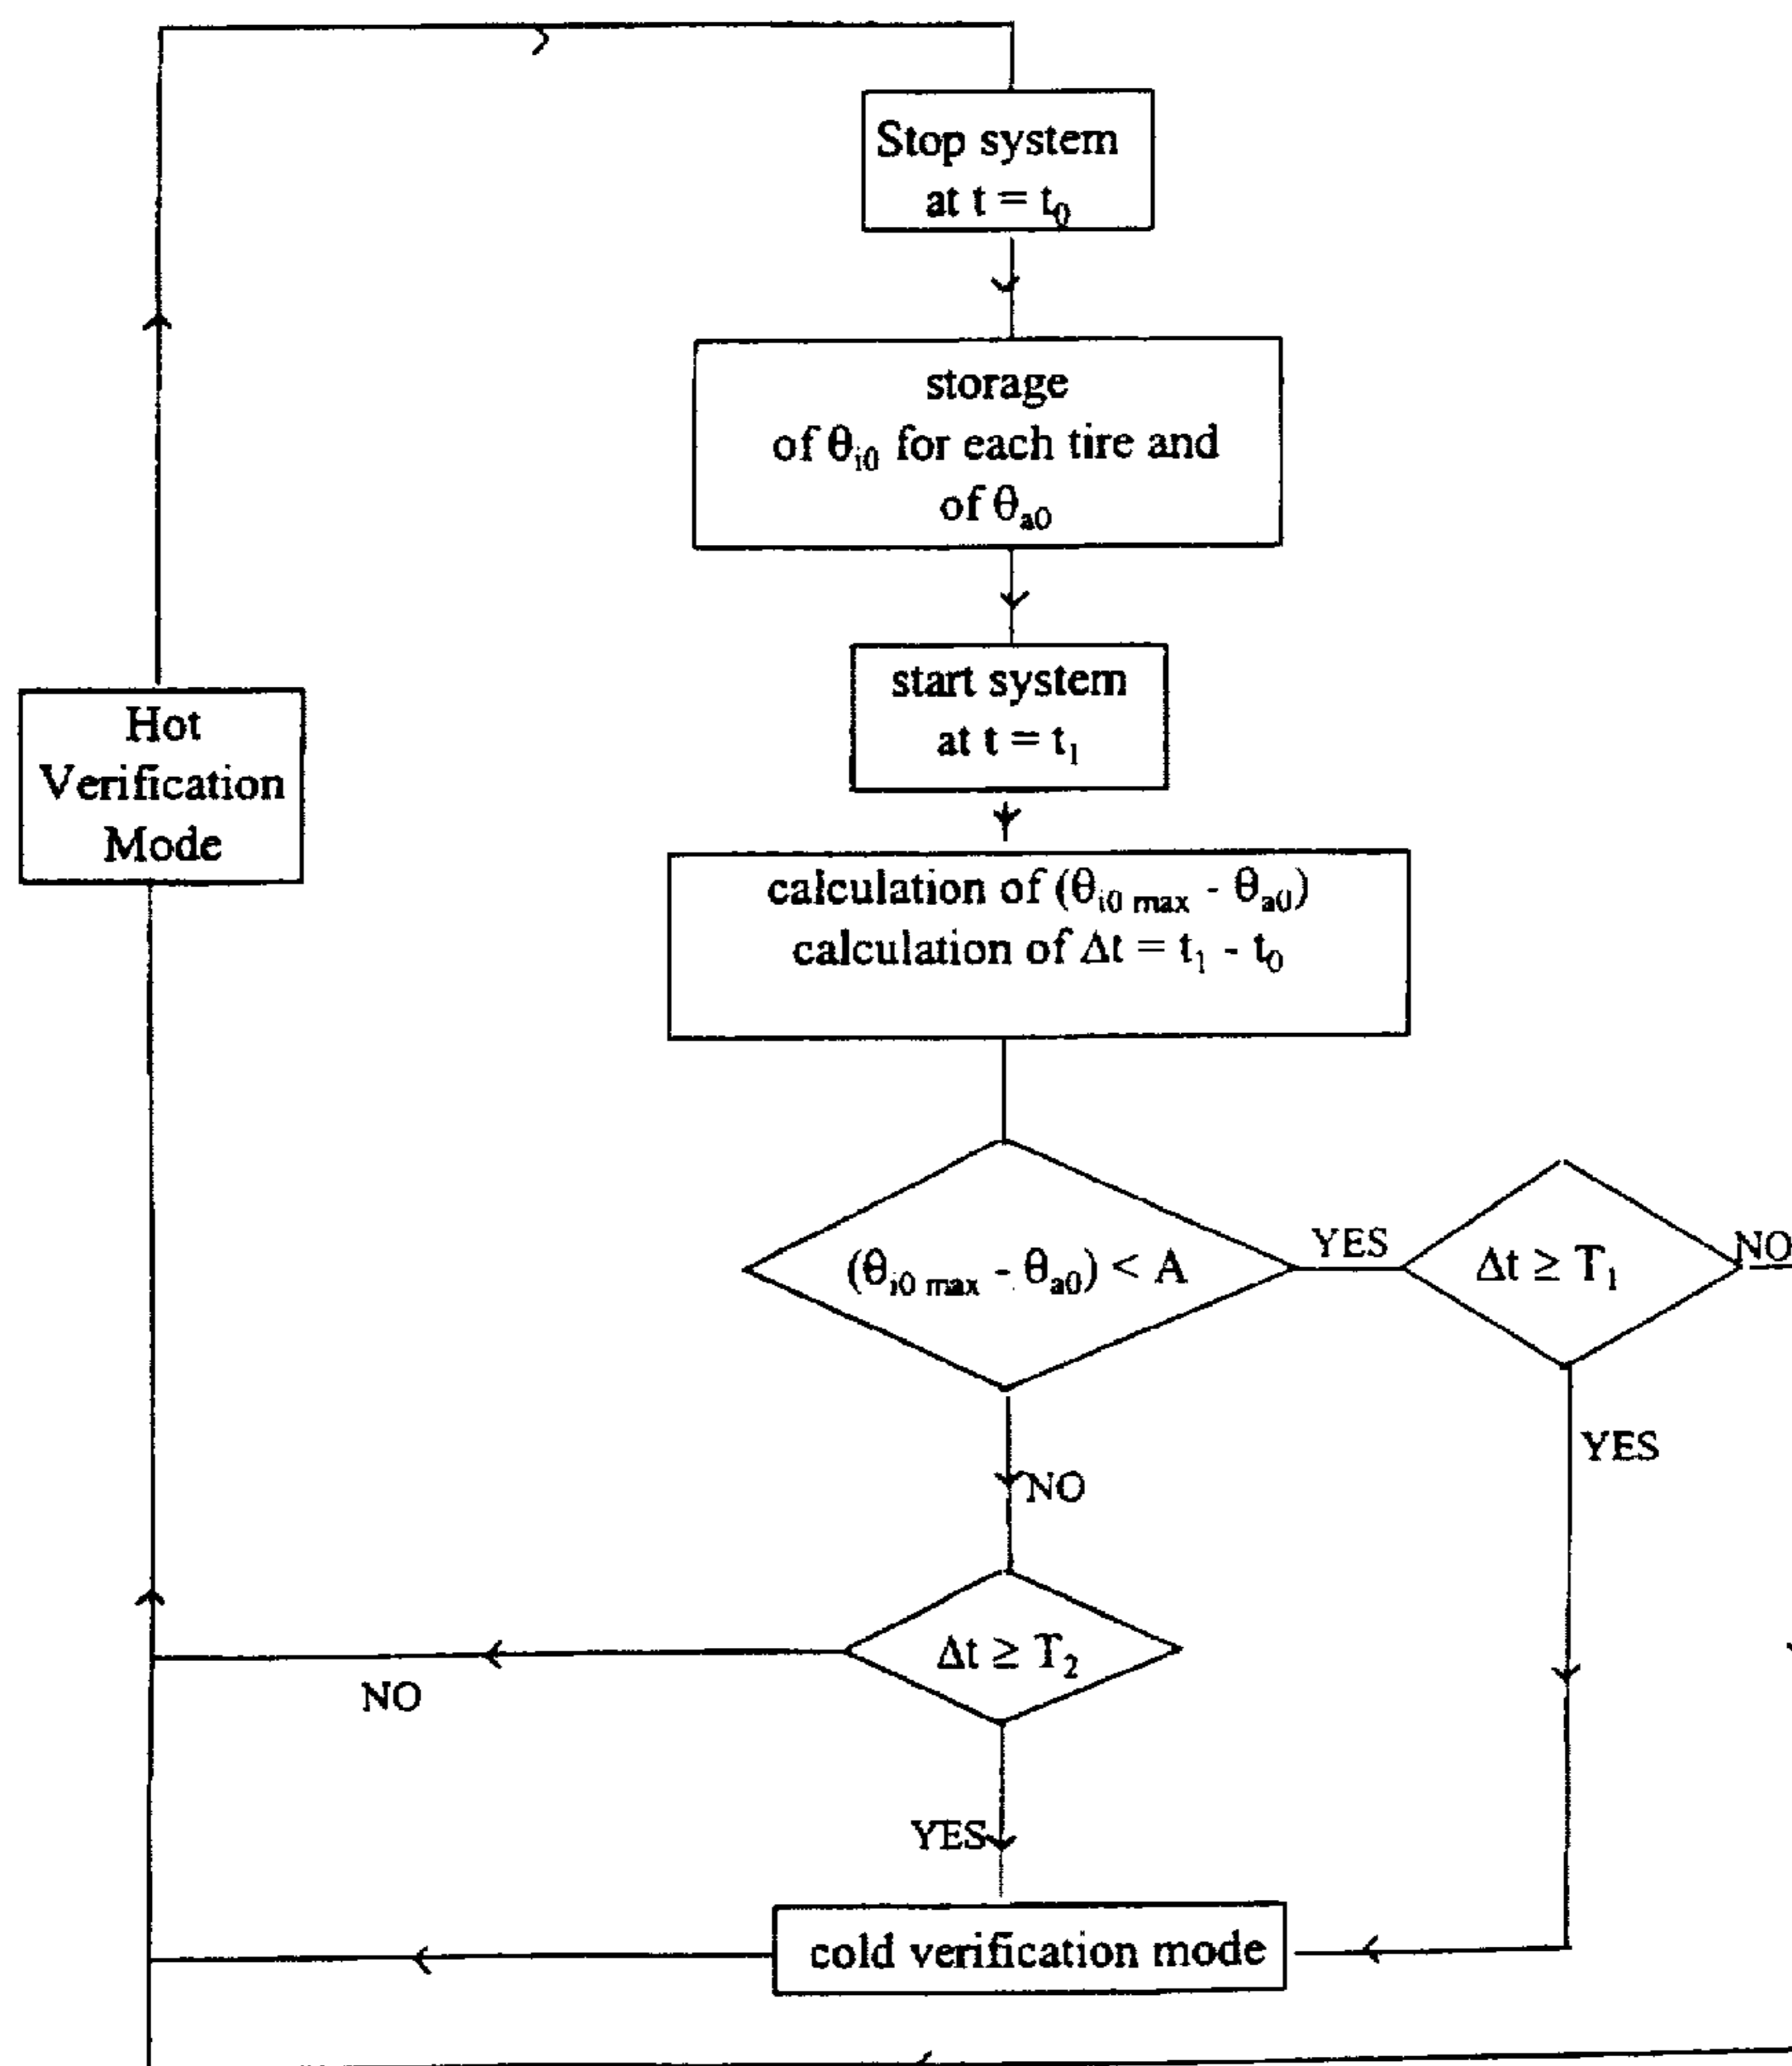 Stop system
at t = t₀
storage
of θᵢ₀ for each tire and
of θₐ₀
start system
at t = t₁
Hot
Verification
Mode
calculation of (θᵢ₀ max - θₐ₀)
calculation of Δt = t₁ - t₀
(θᵢ₀ max - θₐ₀) < A
YES
Δt ≥ T₁
NO
YES
NO
Δt ≥ T₂
NO
YES
cold verification mode